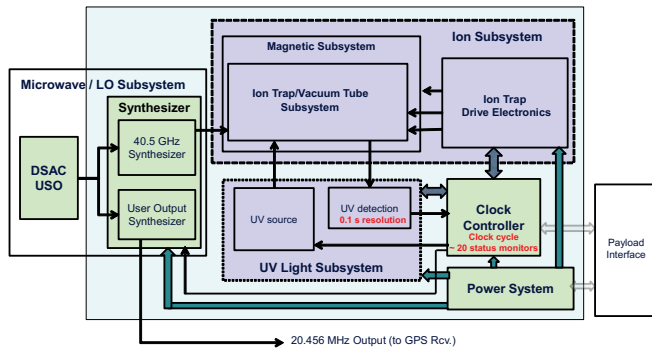 Ion Subsystem
Magnetic Subsystem
Microwave / LO Subsystem
Synthesizer
Ion Trap/Vacuum Tube
Subsystem
Ion Trap
Drive Electronics
40.5 GHz
Synthesizer
DSAC
USO
User Output
Synthesizer
UV source
UV detection
0.1 s resolution
Clock
Controller
Clock cycle
~ 20 status monitors
Payload
Interface
UV Light Subsystem
Power System
20.456 MHz Output (to GPS Rcv.)